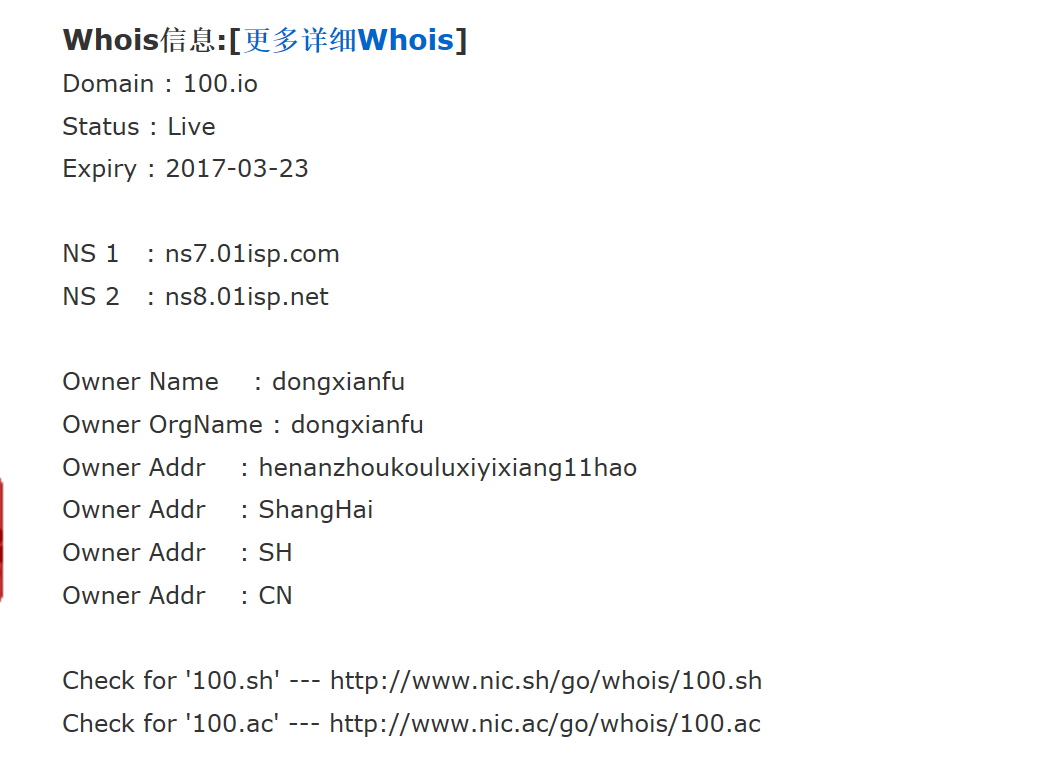 Whois信息:[更多详细Whois]
Domain : 100.io
Status : Live
Expiry : 2017-03-23
NS 1 : ns7.01isp.com
NS 2 : ns8.01isp.net
Owner Name : dongxianfu
Owner OrgName : dongxianfu
Owner Addr : henanzhoukouluxiyixiang11hao
Owner Addr : ShangHai
Owner Addr : SH
Owner Addr : CN
Check for '100.sh' --- http://www.nic.sh/go/whois/100.sh
Check for '100.ac' --- http://www.nic.ac/go/whois/100.ac